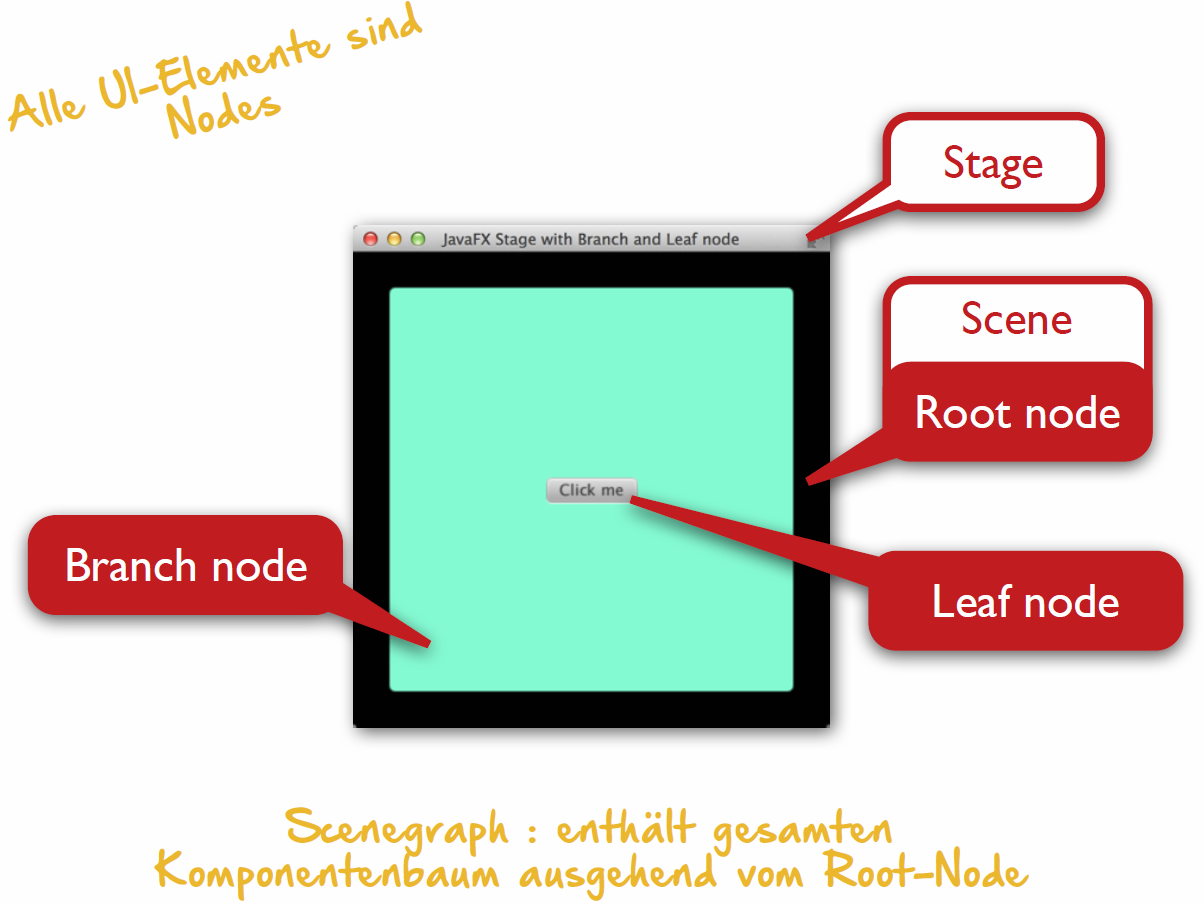 Alle UI-Elemente sind
Nodes
Stage
JavaFX Stage with Branch and Leaf node
Scene
Root node
Click me
Branch node
Leaf node
Scenegraph : enthält gesamten
Komponentenbaum ausgehend vom Root-Node